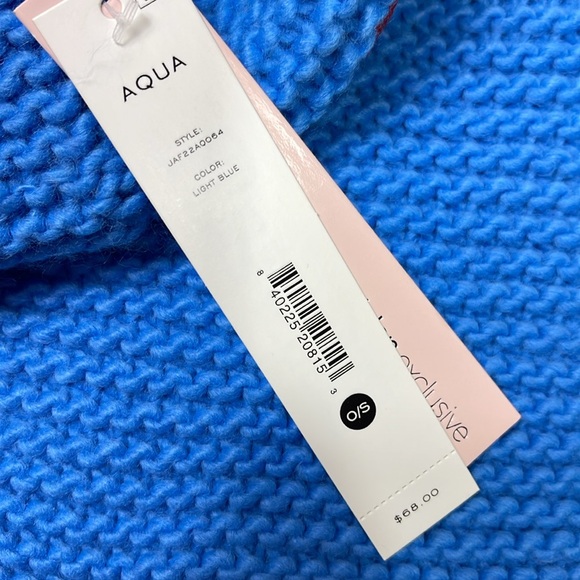 AQUA
STYLE:
JAF22A0064
COLOR:
LIGHT BLUE
8 40225 20815 3
O/S
$68.00
exclusive